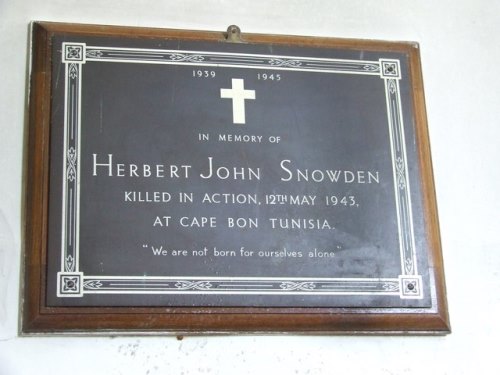 1939 1945
IN MEMORY OF
HERBERT JOHN SNOWDEN
KILLED IN ACTION, 12TH MAY 1943,
AT CAPE BON TUNISIA.
"We are not born for ourselves alone"